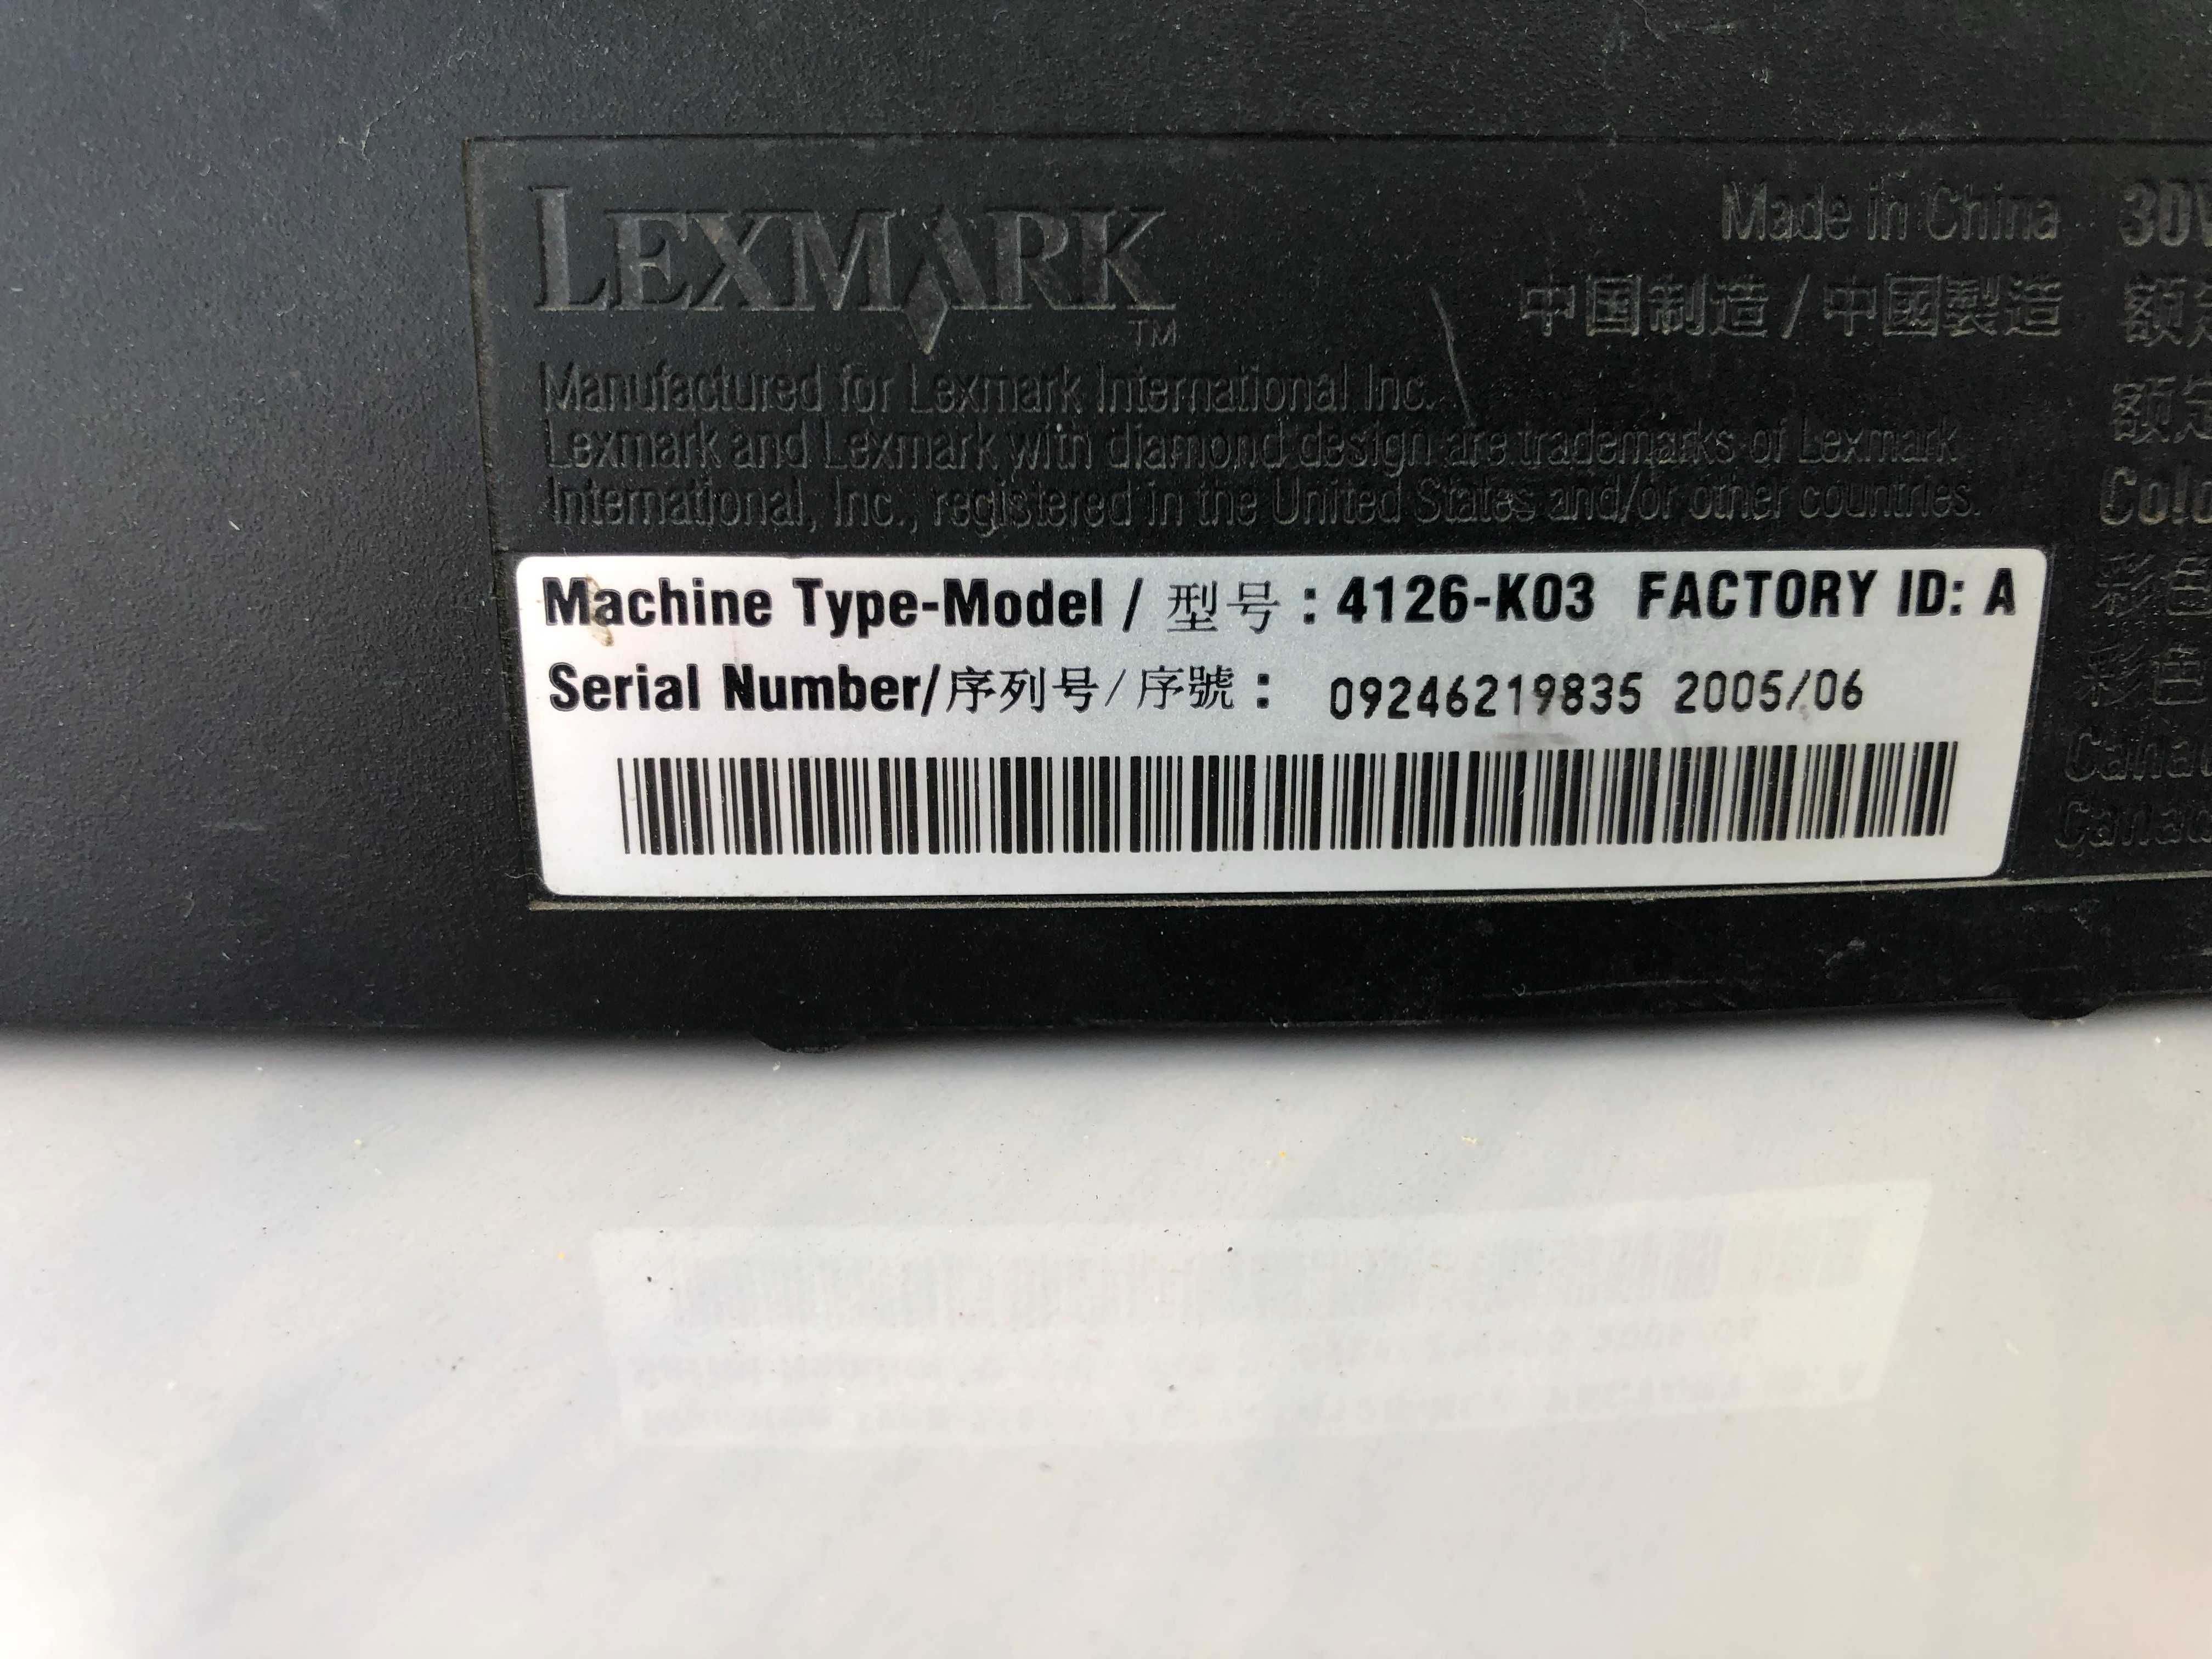 LEXMARK
TM
Manufactured for Lexmark International Inc.
Lexmark and Lexmark with diamond design are trademarks of Lexmark
International, Inc., registered in the United States and/or other countries.
Made in China
中国制造 / 中國製造
Machine Type-Model / 型号 : 4126-K03 FACTORY ID: A
Serial Number/序列号/序號 : 09246219835 2005/06